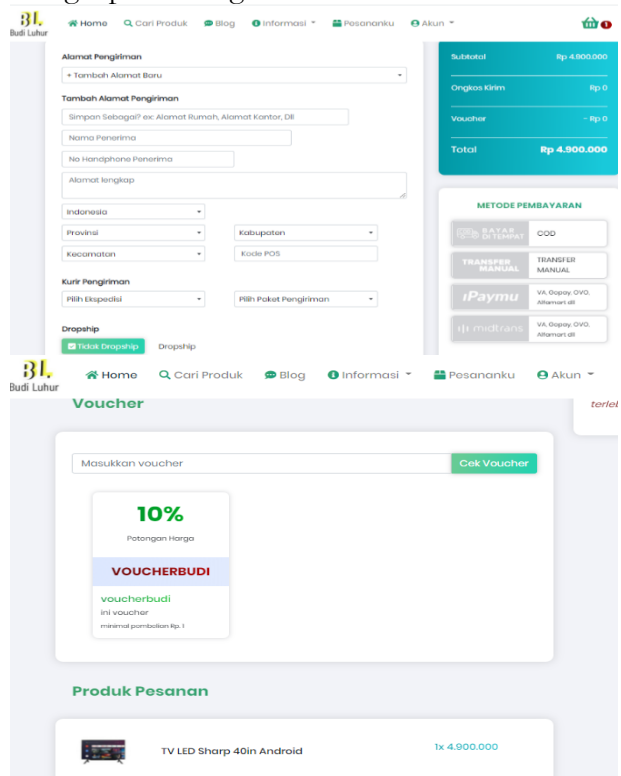 BL
Budi Luhur
Home
Cari Produk
Blog
Informasi
Pesananku
Akun
1
Alamat Pengiriman
+ Tambah Alamat Baru
Tambah Alamat Pengiriman
Simpan Sebagai? ex: Alamat Rumah, Alamat Kantor, Dll
Nama Penerima
No Handphone Penerima
Alamat lengkap
Indonesia
Provinsi
Kabupaten
Kecamatan
Kode POS
Kurir Pengiriman
Pilih Ekspedisi
Pilih Paket Pengiriman
Dropship
Tidak Dropship
Dropship
Subtotal Rp 4.900.000
Ongkos Kirim Rp 0
Voucher - Rp 0
Total Rp 4.900.000
METODE PEMBAYARAN
BAYAR
DI TEMPAT
COD
TRANSFER
MANUAL
TRANSFER
MANUAL
iPaymu
VA, Gopay, OVO,
Alfamart dll
midtrans
VA, Gopay, OVO,
Alfamart dll
BL
Budi Luhur
Home
Cari Produk
Blog
Informasi
Pesananku
Akun
Voucher
Masukkan voucher
Cek Voucher
10%
Potongan Harga
VOUCHERBUDI
voucherbudi
ini voucher
minimal pembelian Rp. 1
Produk Pesanan
TV LED Sharp 40in Android
1x 4.900.000